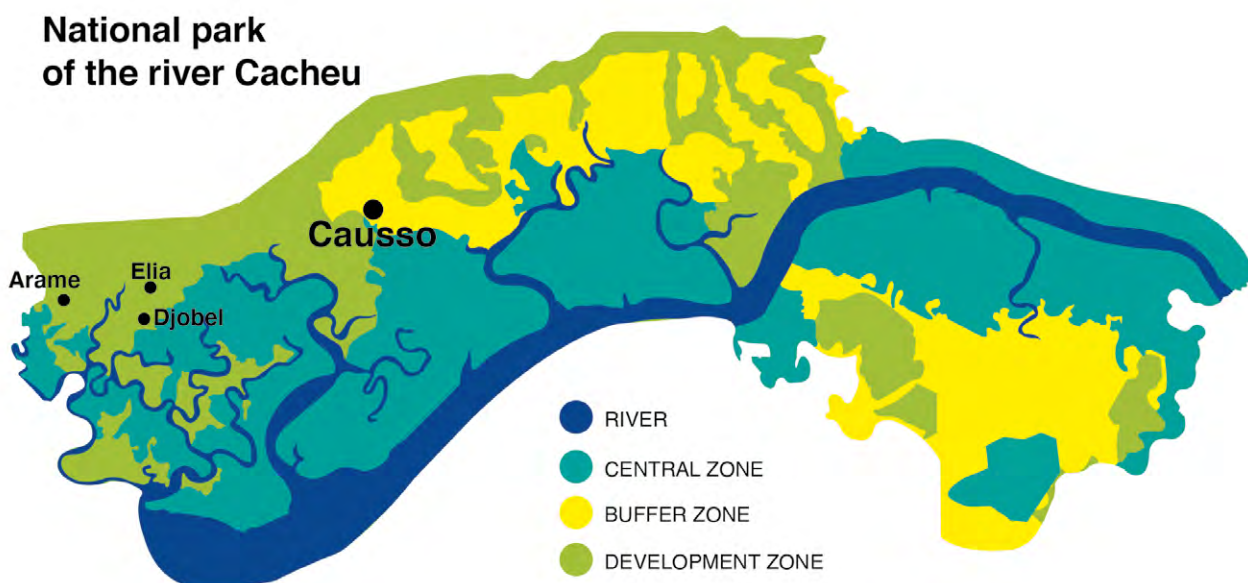 National park
of the river Cacheu
Causso
Arame
Elia
Djobel
RIVER
CENTRAL ZONE
BUFFER ZONE
DEVELOPMENT ZONE